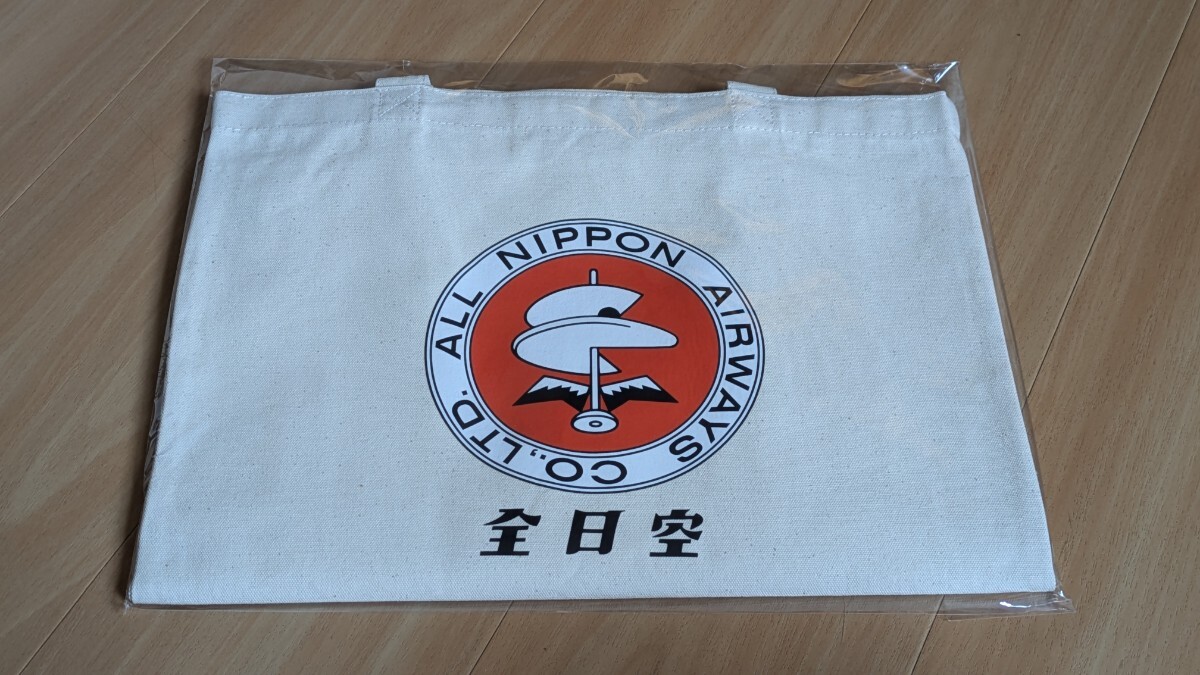 ALL NIPPON AIRWAYS CO.,LTD.
全日空